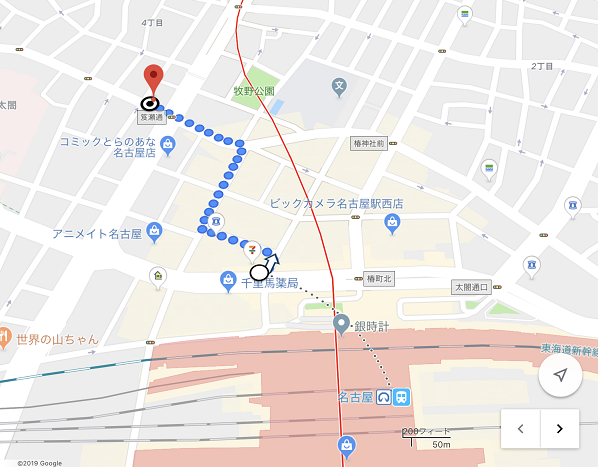 4丁目
2丁目
太閤
牧野公園
文
笈瀬通
コミックとらのあな
名古屋店
椿神社前
ビックカメラ名古屋駅西店
アニメイト名古屋
7
千里馬薬局
椿町北
太閤通口
銀時計
世界の山ちゃん
東海道新幹線
名古屋
200フィート
50m
©2019 Google